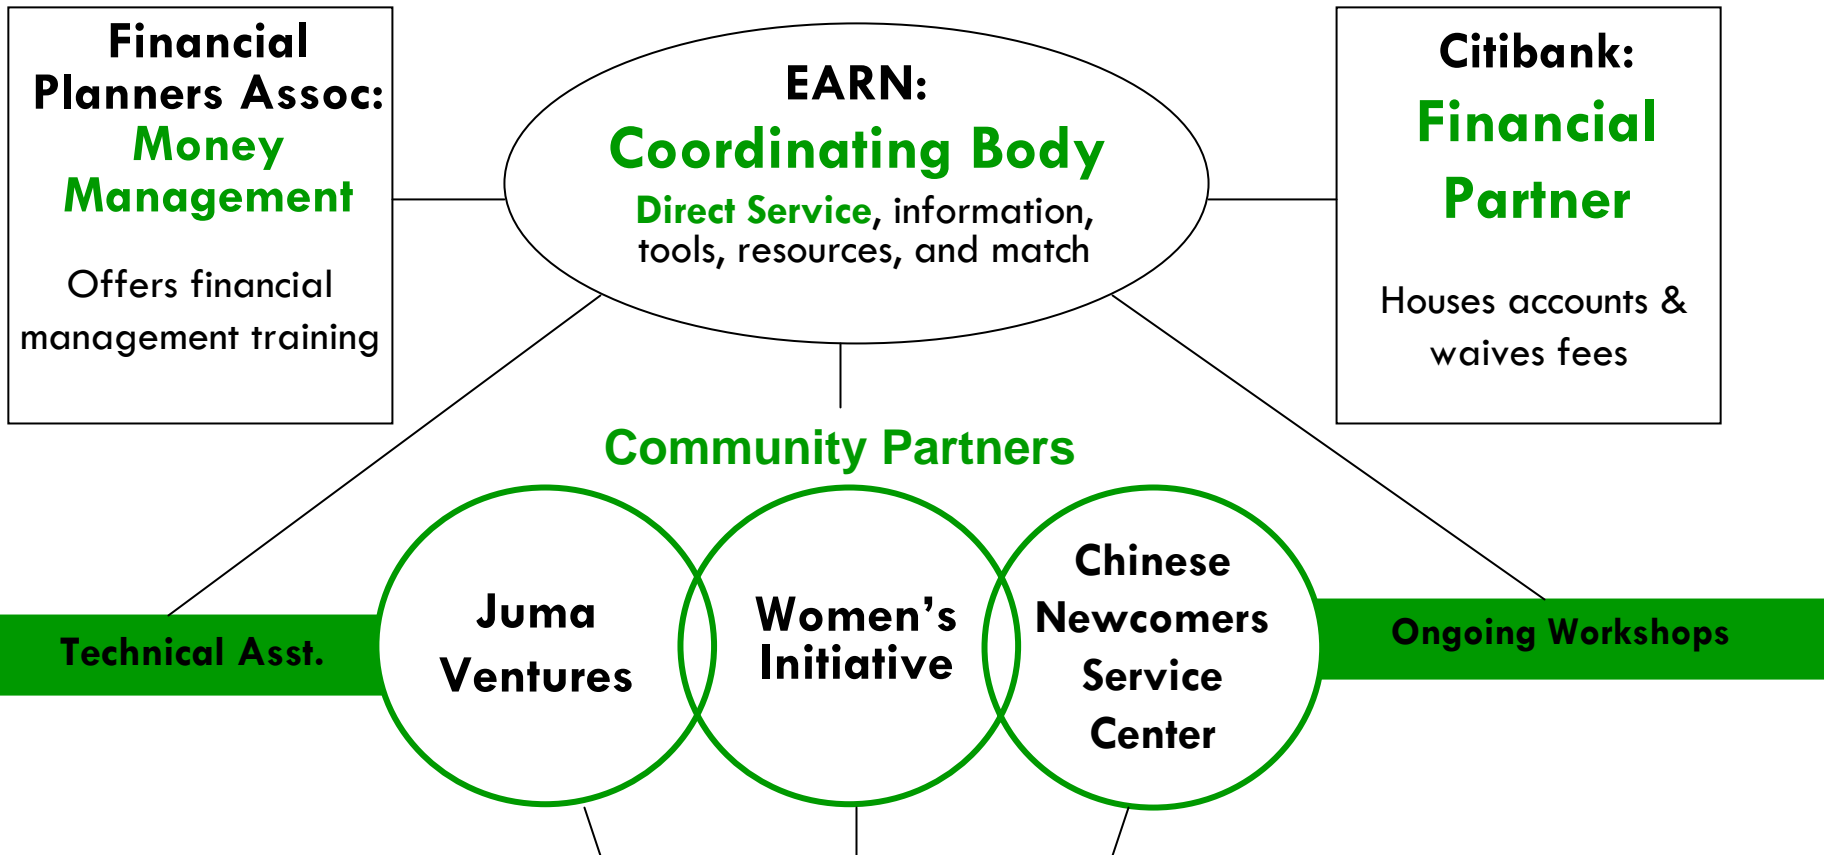 Financial
Planners Assoc:
Money
Management
Offers financial
management training
EARN:
Coordinating Body
Direct Service, information,
tools, resources, and match
Citibank:
Financial
Partner
Houses accounts &
waives fees
Community Partners
Technical Asst.
Juma
Ventures
Women’s
Initiative
Chinese
Newcomers
Service
Center
Ongoing Workshops